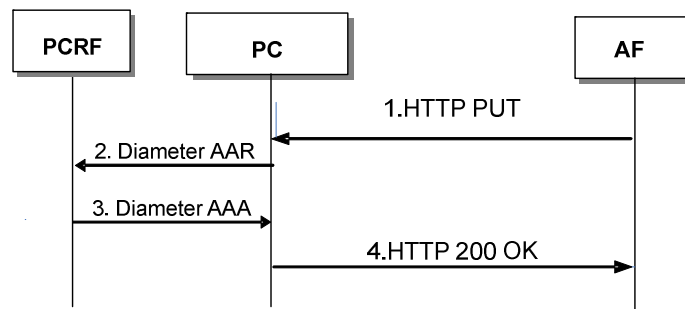 PCRF
PC
AF
1.HTTP PUT
2. Diameter AAR
3. Diameter AAA
4.HTTP 200 OK